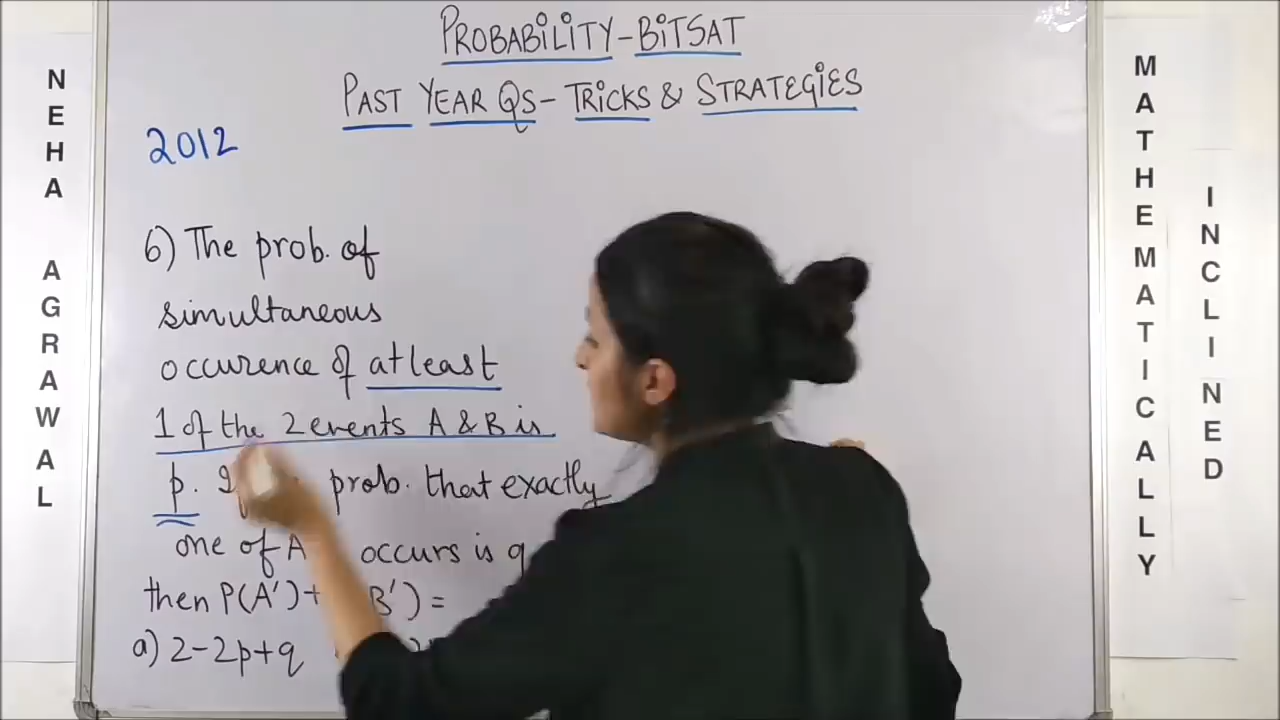 PROBABiLiTY-BiTSAT
PAST YEAR QS- TRiCKS & STRATEGiES
2012
6) The prob. of
simultaneous
occurence of at least
1 of the 2 events A & B is
p. prob. that exactly
one of A occurs is q
then P(A') + B') =
a) 2-2p+q
NEHA AGRAWAL
MATHEMATICALLY
INCLINED